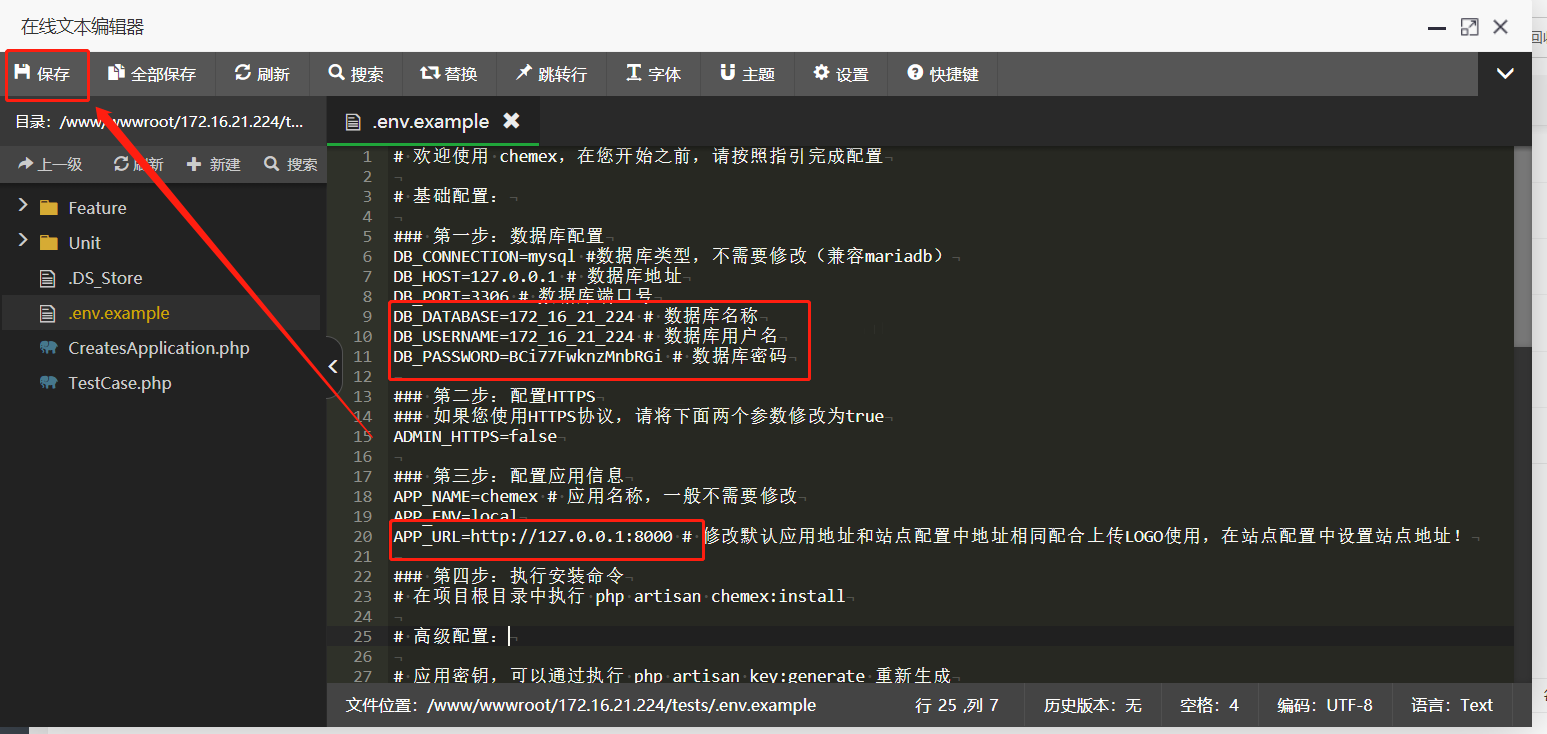 在线文本编辑器
保存 全部保存 刷新 搜索 替换 跳转行 字体 主题 设置 快捷键
目录：/www/wwwroot/172.16.21.224/t...
上一级 刷新 新建 搜索
Feature
Unit
.DS_Store
.env.example
CreatesApplication.php
TestCase.php
.env.example
1 # 欢迎使用 chemex，在您开始之前，请按照指引完成配置
2
3 # 基础配置：
4
5 ### 第一步：数据库配置
6 DB_CONNECTION=mysql #数据库类型，不需要修改（兼容mariadb）
7 DB_HOST=127.0.0.1 # 数据库地址
8 DB_PORT=3306 # 数据库端口号
9 DB_DATABASE=172_16_21_224 # 数据库名称
10 DB_USERNAME=172_16_21_224 # 数据库用户名
11 DB_PASSWORD=BCi77FwknzMnbRGi # 数据库密码
12
13 ### 第二步：配置HTTPS
14 ### 如果您使用HTTPS协议，请将下面两个参数修改为true
15 ADMIN_HTTPS=false
16
17 ### 第三步：配置应用信息
18 APP_NAME=chemex # 应用名称，一般不需要修改
19 APP_ENV=local
20 APP_URL=http://127.0.0.1:8000 # 修改默认应用地址和站点配置中地址相同配合上传LOGO使用，在站点配置中设置站点地址！
21
22 ### 第四步：执行安装命令
23 # 在项目根目录中执行 php artisan chemex:install
24
25 # 高级配置：
26
27 # 应用密钥，可以通过执行 php artisan key:generate 重新生成
文件位置：/www/wwwroot/172.16.21.224/tests/.env.example 行 25 ,列 7 历史版本：无 空格：4 编码：UTF-8 语言：Text